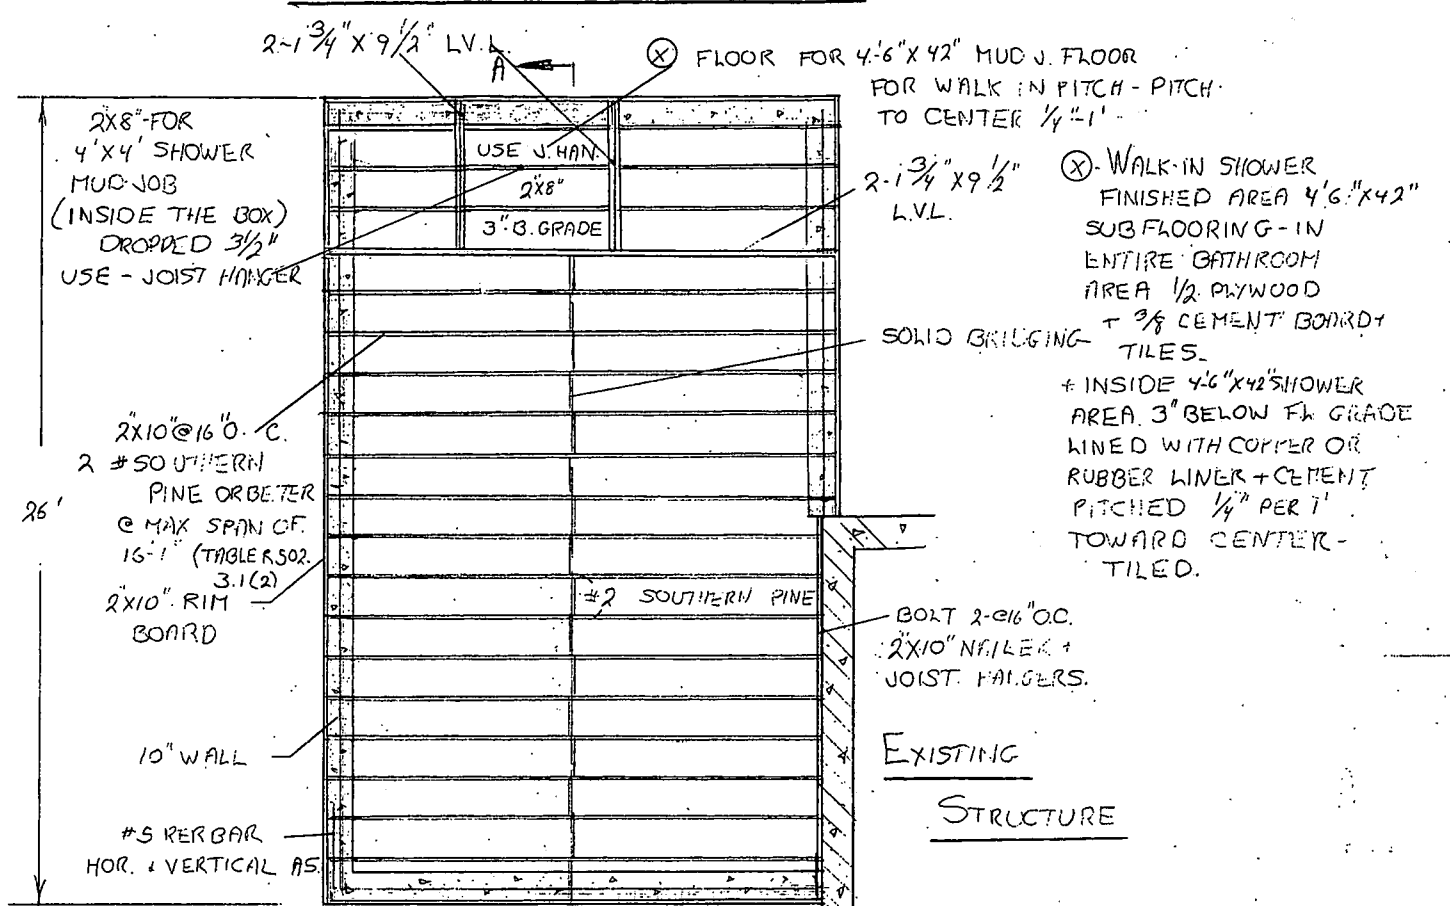 2-1 3/4" X 9 1/2" L.V.L.
A
Ⓧ FLOOR FOR 4'-6" X 42" MUD J. FLOOR
FOR WALK IN PITCH - PITCH
TO CENTER 1/4"-1'
2X8"-FOR
4'X4' SHOWER
MUD JOB
(INSIDE THE BOX)
DROPPED 3 1/2"
USE - JOIST HANGER
USE J. HAN.
2"X8"
3"-B. GRADE
2-1 3/4" X 9 1/2"
L.V.L.
Ⓧ-WALK-IN SHOWER
FINISHED AREA 4'6" X 42"
SUBFLOORING - IN
ENTIRE BATHROOM
AREA 1/2 PLYWOOD
+ 3/8 CEMENT BOARD +
TILES-
+ INSIDE 4'-6" X 42" SHOWER
AREA. 3" BELOW FL. GRADE
LINED WITH COPPER OR
RUBBER LINER + CEMENT
PITCHED 1/4" PER 1'
TOWARD CENTER -
TILED.
SOLID BRIDGING
2"X10" @ 16" O. C.
2 # SOUTHERN
PINE OR BETER
@ MAX SPAN OF
16-1" (TABLE R502.
3.1(2)
26'
2"X10" RIM
BOARD
#2 SOUTHERN PINE
BOLT 2-@16" O.C.
2"X10" NAILER +
JOIST HANGERS.
10" WALL
EXISTING
STRUCTURE
#5 RERBAR
HOR. & VERTICAL AS.